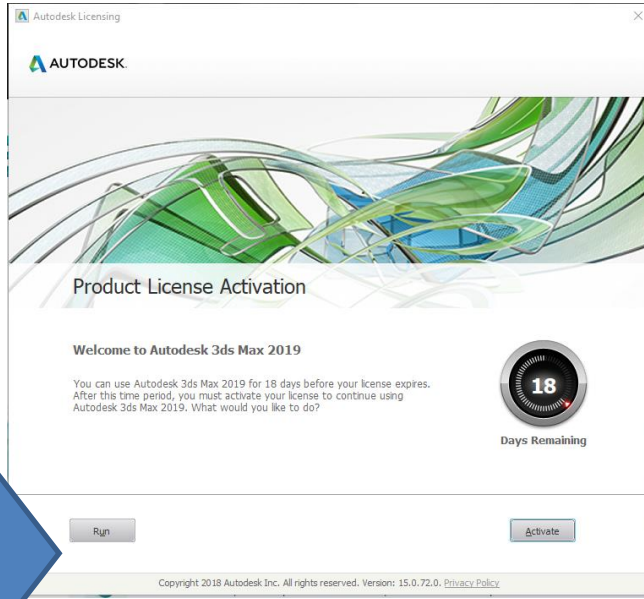 Autodesk Licensing
AUTODESK.
Product License Activation
Welcome to Autodesk 3ds Max 2019
You can use Autodesk 3ds Max 2019 for 18 days before your license expires.
After this time period, you must activate your license to continue using
Autodesk 3ds Max 2019. What would you like to do?
18
Days Remaining
Run
Activate
Copyright 2018 Autodesk Inc. All rights reserved. Version: 15.0.72.0. Privacy Policy